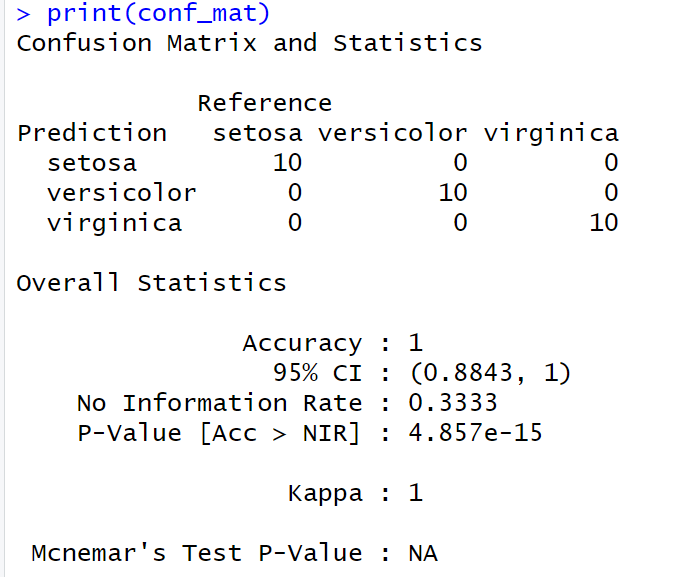 > print(conf_mat)
Confusion Matrix and Statistics
Reference
Prediction setosa versicolor virginica
setosa 10 0 0
versicolor 0 10 0
virginica 0 0 10
Overall Statistics
Accuracy : 1
95% CI : (0.8843, 1)
No Information Rate : 0.3333
P-Value [Acc > NIR] : 4.857e-15
Kappa : 1
Mcnemar's Test P-Value : NA